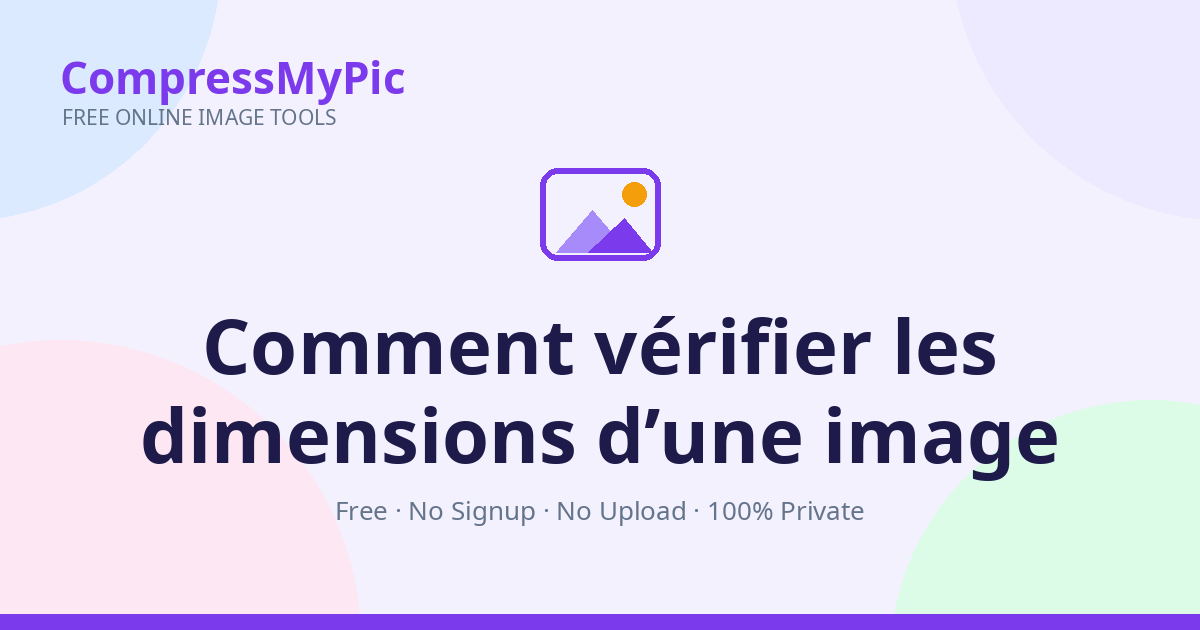 CompressMyPic
FREE ONLINE IMAGE TOOLS
Comment vérifier les
dimensions d’une image
Free · No Signup · No Upload · 100% Private